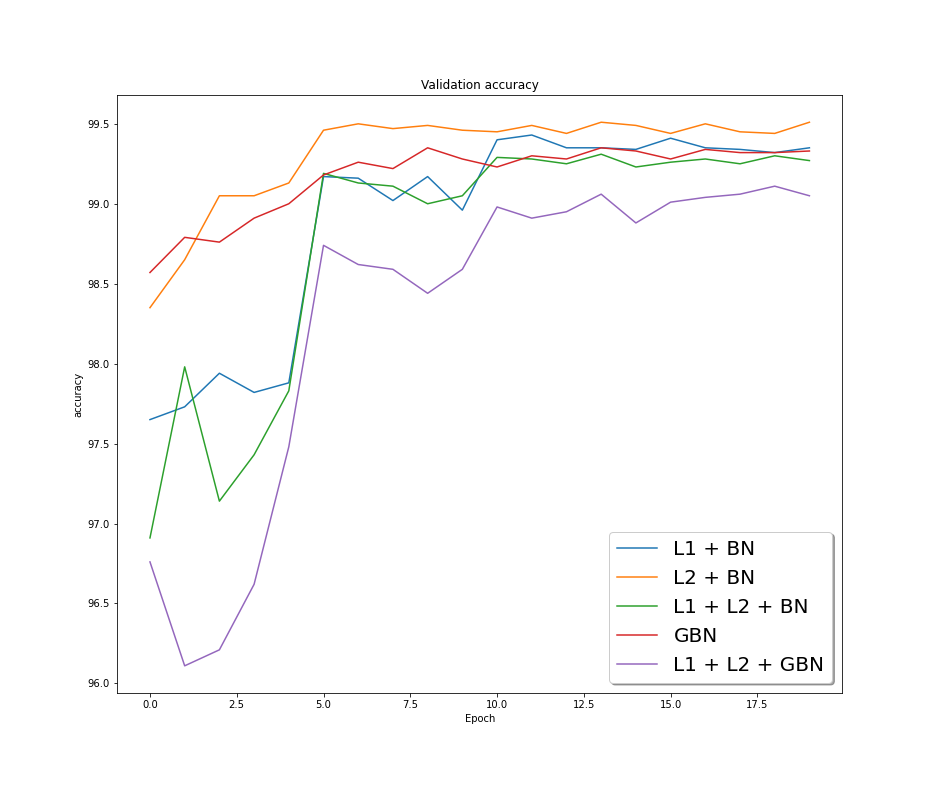 Validation accuracy
accuracy
99.5
99.0
98.5
98.0
97.5
97.0
96.5
96.0
L1 + BN
L2 + BN
L1 + L2 + BN
GBN
L1 + L2 + GBN
0.0 2.5 5.0 7.5 10.0 12.5 15.0 17.5
Epoch